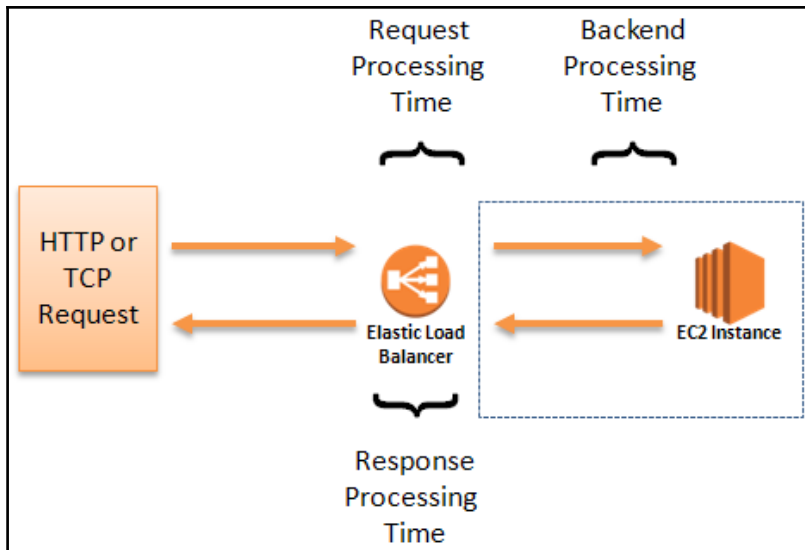 Request
Processing
Time
Backend
Processing
Time
HTTP or
TCP
Request
Elastic Load
Balancer
EC2 Instance
Response
Processing
Time